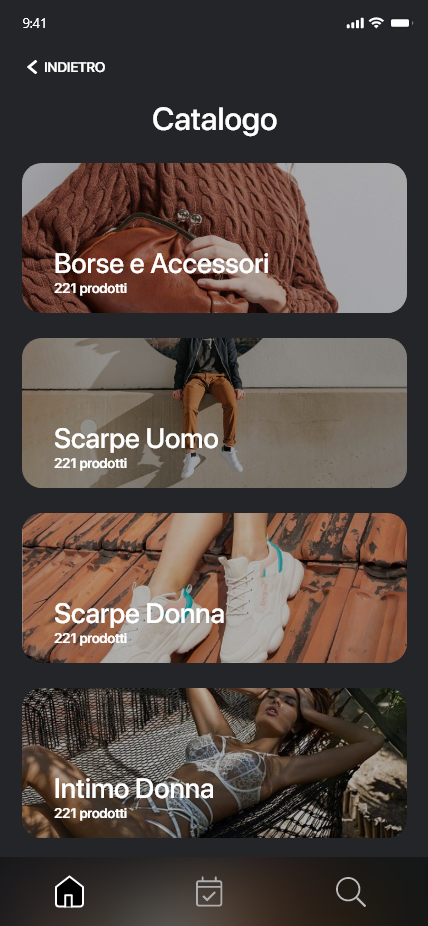 9:41
INDIETRO
Catalogo
Borse e Accessori
221 prodotti
Scarpe Uomo
221 prodotti
Scarpe Donna
221 prodotti
Intimo Donna
221 prodotti